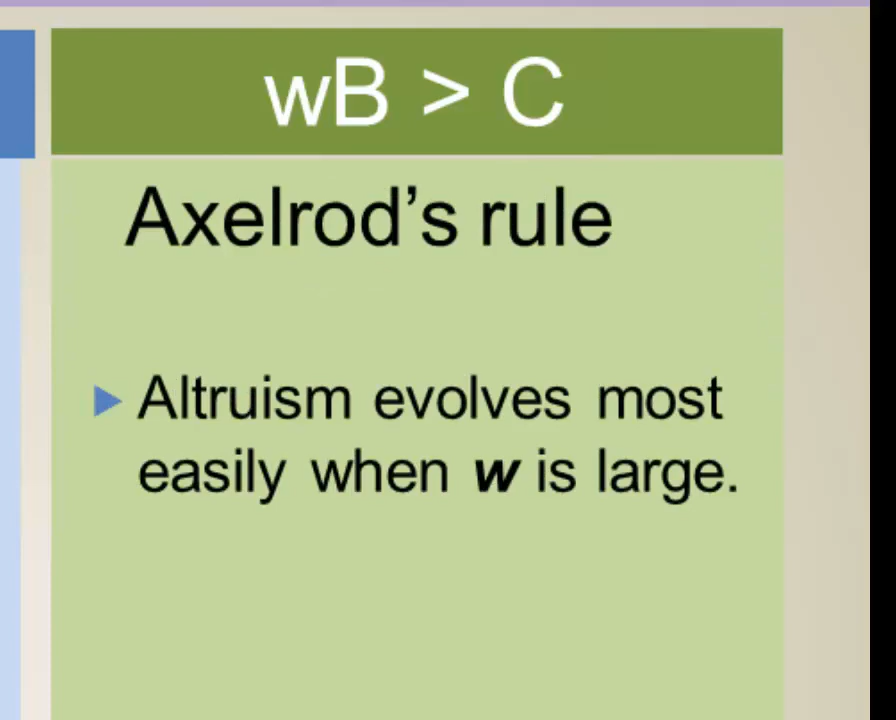 wB > C
Axelrod’s rule
Altruism evolves most
easily when w is large.